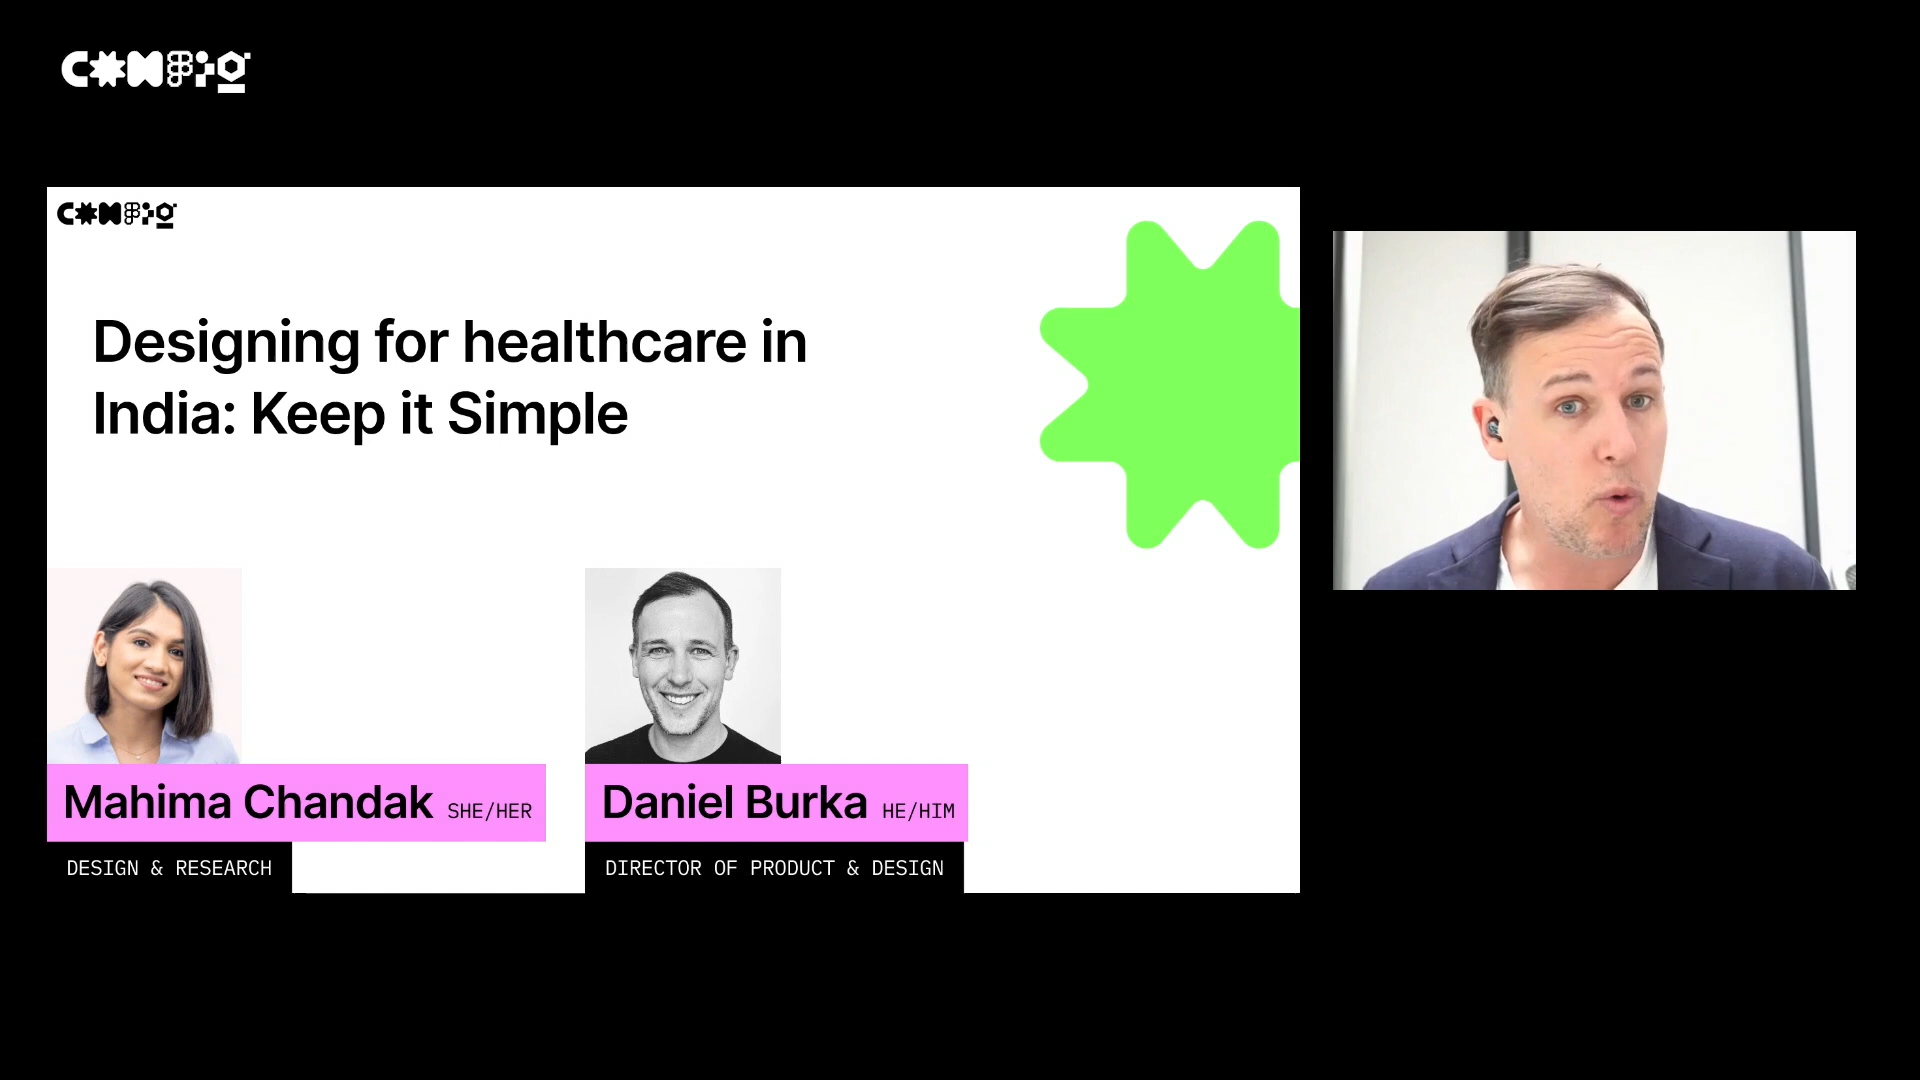 CONFIG
CONFIG
Designing for healthcare in
India: Keep it Simple
Mahima Chandak SHE/HER
DESIGN & RESEARCH
Daniel Burka HE/HIM
DIRECTOR OF PRODUCT & DESIGN